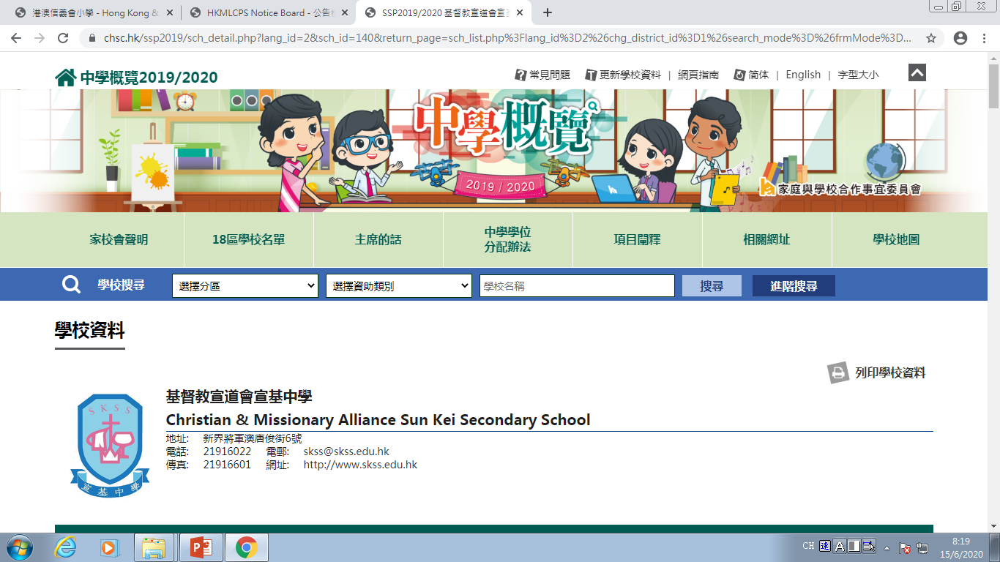 港澳信義會小學 - Hong Kong &
HKMLCPS Notice Board - 公告
SSP2019/2020 基督教宣道會宣
chsc.hk/ssp2019/sch_detail.php?lang_id=2&sch_id=140&return_page=sch_list.php%3Flang_id%3D2%26chg_district_id%3D1%26search_mode%3D%26frmMode%3D...
中學概覽2019/2020
常見問題 更新學校資料 | 網頁指南 简体 | English | 字型大小
中學概覽
2019 / 2020
家庭與學校合作事宜委員會
家校會聲明
18區學校名單
主席的話
中學學位
分配辦法
項目闡釋
相關網址
學校地圖
學校搜尋 選擇分區 選擇資助類別 學校名稱 搜尋 進階搜尋
學校資料
列印學校資料
SKSS
宣基中學
基督教宣道會宣基中學
Christian & Missionary Alliance Sun Kei Secondary School
地址: 新界將軍澳唐俊街6號
電話: 21916022 電郵: skss@skss.edu.hk
傳真: 21916601 網址: http://www.skss.edu.hk
CH 速 A
8:19
15/6/2020